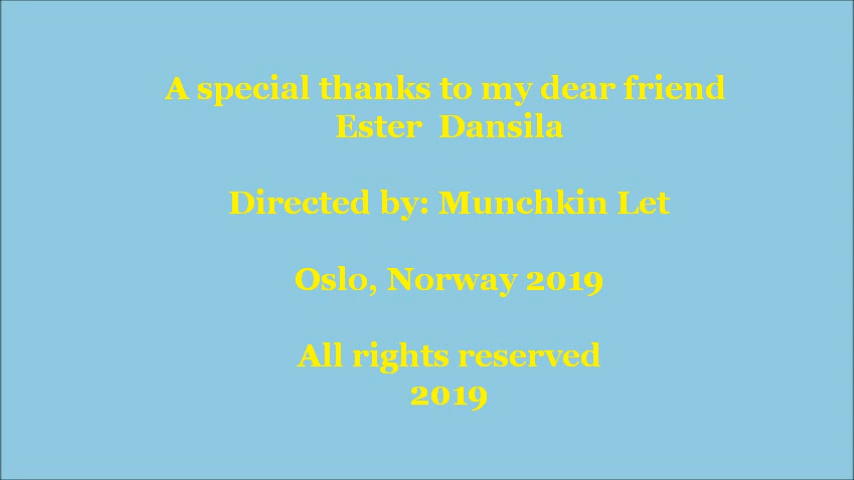 A special thanks to my dear friend
Ester  Dansila
Directed by: Munchkin Let
Oslo, Norway 2019
All rights reserved
2019